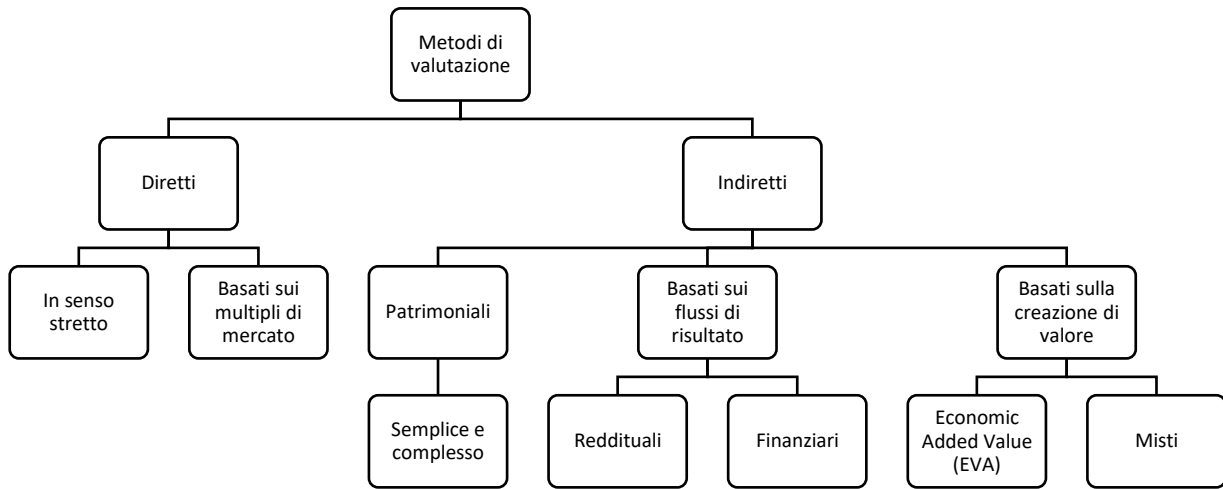 Metodi di
valutazione
Diretti
Indiretti
In senso
stretto
Basati sui
multipli di
mercato
Patrimoniali
Basati sui
flussi di
risultato
Basati sulla
creazione di
valore
Semplice e
complesso
Reddituali
Finanziari
Economic
Added Value
(EVA)
Misti